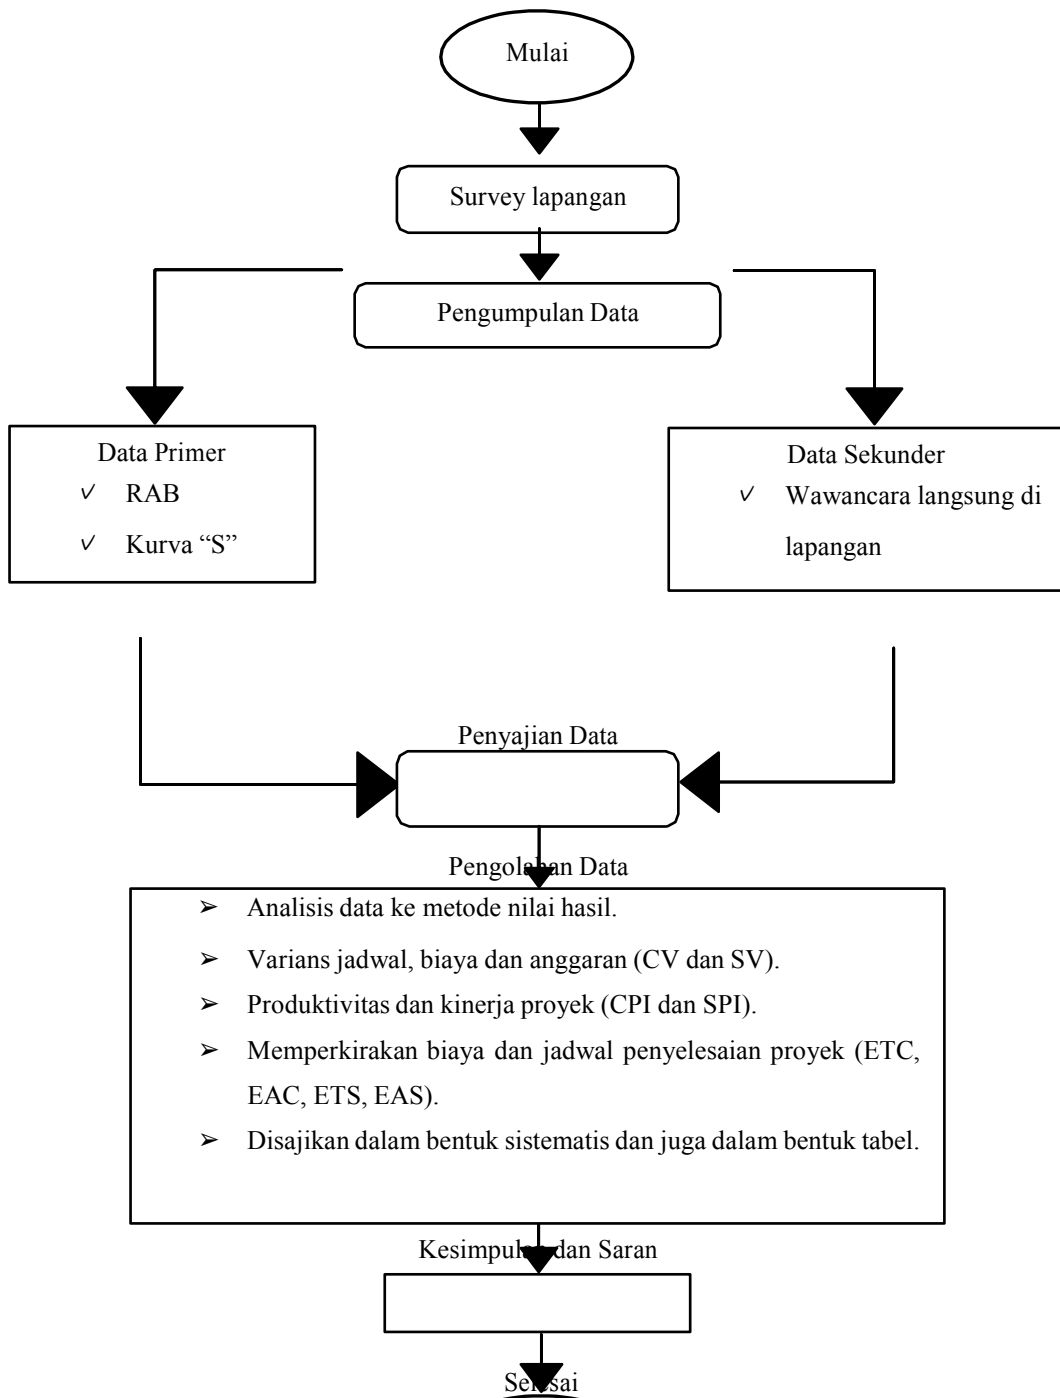 Mulai
Survey lapangan
Pengumpulan Data
Data Primer
✓ RAB
✓ Kurva “S”
Data Sekunder
✓ Wawancara langsung di
lapangan
Penyajian Data
Pengolahan Data
➢ Analisis data ke metode nilai hasil.
➢ Varians jadwal, biaya dan anggaran (CV dan SV).
➢ Produktivitas dan kinerja proyek (CPI dan SPI).
➢ Memperkirakan biaya dan jadwal penyelesaian proyek (ETC,
EAC, ETS, EAS).
➢ Disajikan dalam bentuk sistematis dan juga dalam bentuk tabel.
Kesimpulan dan Saran
Selesai